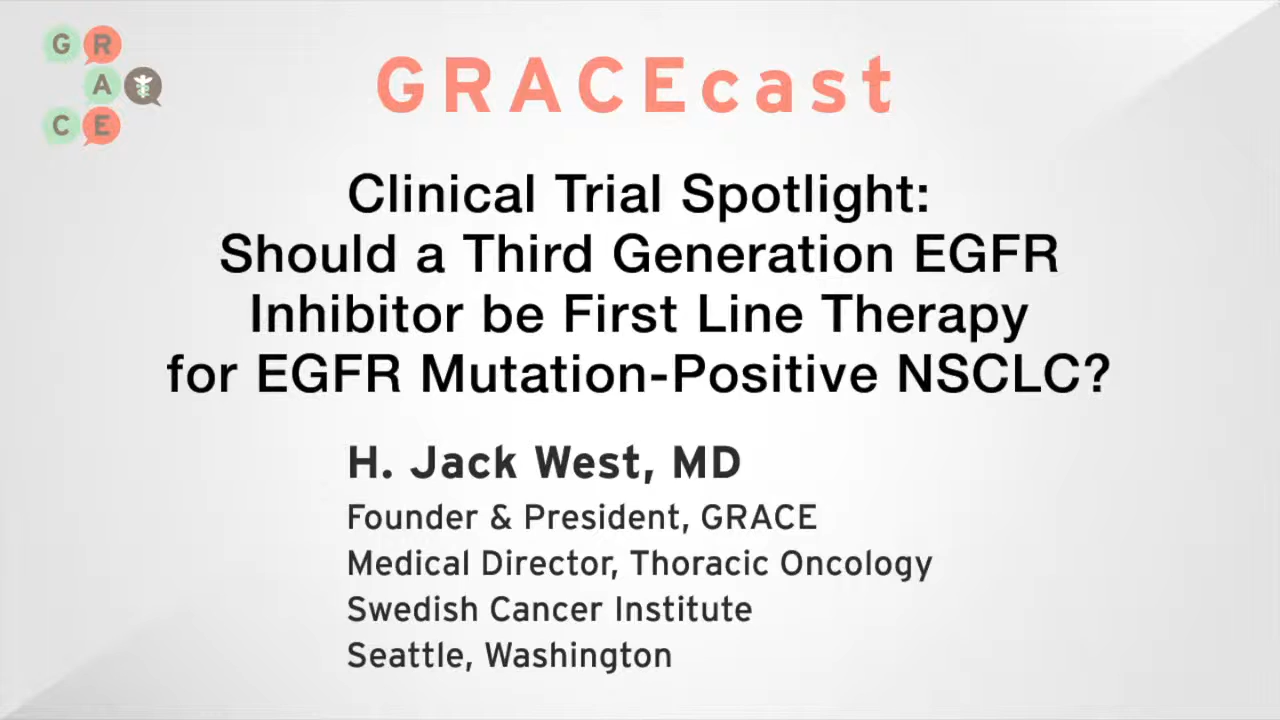 G R
A
C E
GRACEcast
Clinical Trial Spotlight:
Should a Third Generation EGFR
Inhibitor be First Line Therapy
for EGFR Mutation-Positive NSCLC?
H. Jack West, MD
Founder & President, GRACE
Medical Director, Thoracic Oncology
Swedish Cancer Institute
Seattle, Washington